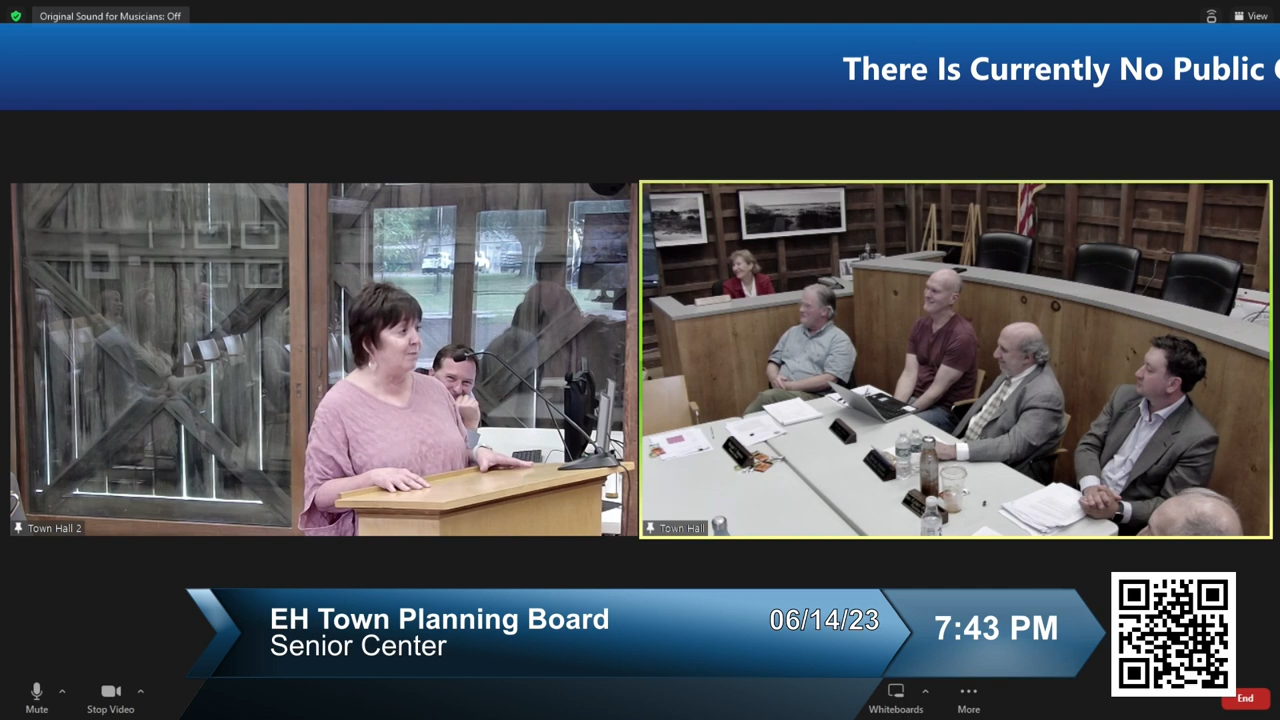 Original Sound for Musicians: Off
View
There Is Currently No Public
Town Hall 2
Town Hall
EH Town Planning Board
06/14/23
7:43 PM
Senior Center
Mute
Stop Video
Whiteboards
More
End